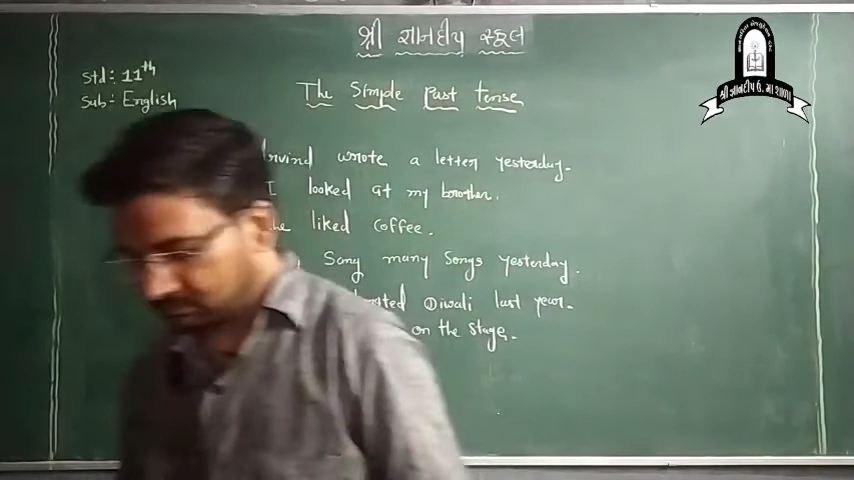 શ્રી જ્ઞાનદીપ સ્કૂલ
Std: 11th
Sub: English
The Simple Past tense
wrote a letter yesterday.
I looked at my brother.
liked coffee.
Sang many Songs yesterday.
Diwali last year.
on the stage.
શ્રી જ્ઞાનદીપ ઉ. મા શાળા